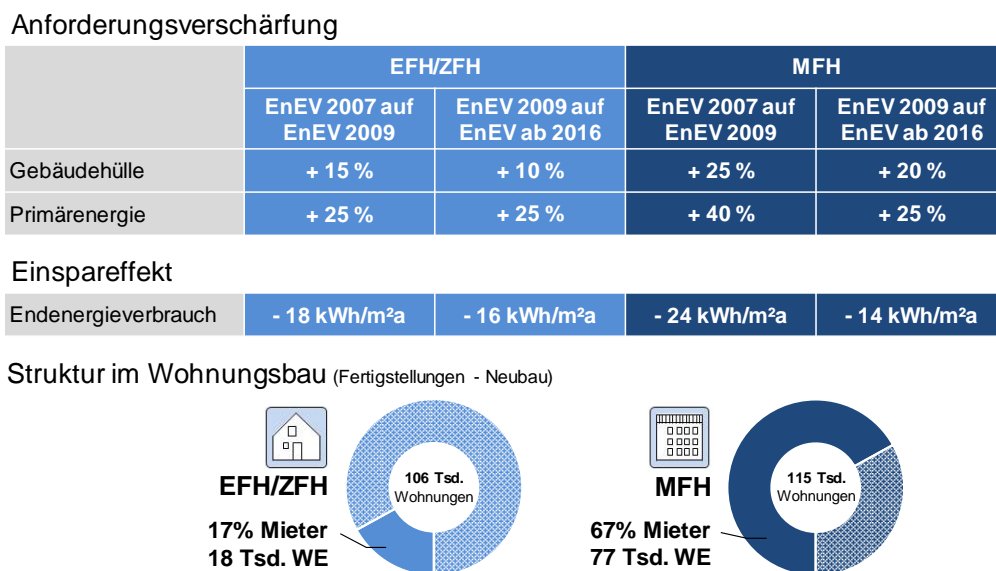 Anforderungsverschärfung
EFH/ZFH MFH
EnEV 2007 auf EnEV 2009 auf EnEV 2007 auf EnEV 2009 auf
EnEV 2009 EnEV ab 2016 EnEV 2009 EnEV ab 2016
Gebäudehülle + 15 % + 10 % + 25 % + 20 %
Primärenergie + 25 % + 25 % + 40 % + 25 %
Einspareffekt
Endenergieverbrauch - 18 kWh/m²a - 16 kWh/m²a - 24 kWh/m²a - 14 kWh/m²a
Struktur im Wohnungsbau (Fertigstellungen - Neubau)
EFH/ZFH
17% Mieter
18 Tsd. WE
106 Tsd.
Wohnungen
MFH
67% Mieter
77 Tsd. WE
115 Tsd.
Wohnungen